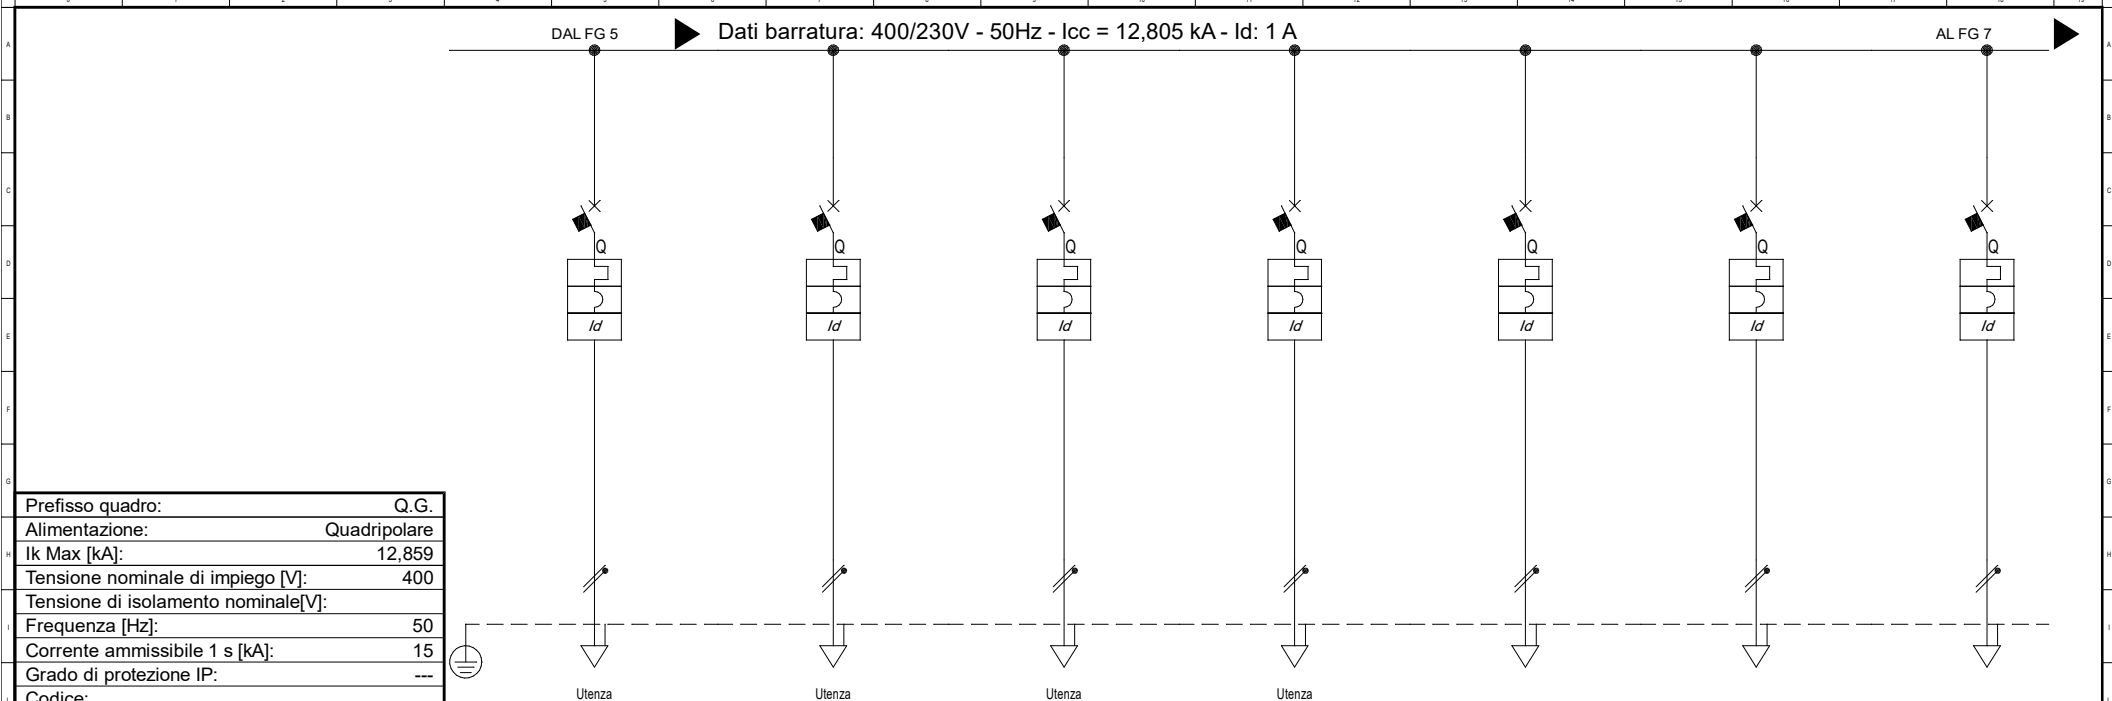 DAL FG 5
Dati barratura: 400/230V - 50Hz - Icc = 12,805 kA - Id: 1 A
AL FG 7
A
A
B
B
C
C
Q Q Q Q Q Q Q
D
D
Id Id Id Id Id Id Id
E
E
F
F
G
G
Prefisso quadro: Q.G.
Alimentazione: Quadripolare
H
H
Ik Max [kA]: 12,859
Tensione nominale di impiego [V]: 400
Tensione di isolamento nominale[V]:
I
I
Frequenza [Hz]: 50
Corrente ammissibile 1 s [kA]: 15
Grado di protezione IP: ---
Codice:
Utenza Utenza Utenza Utenza